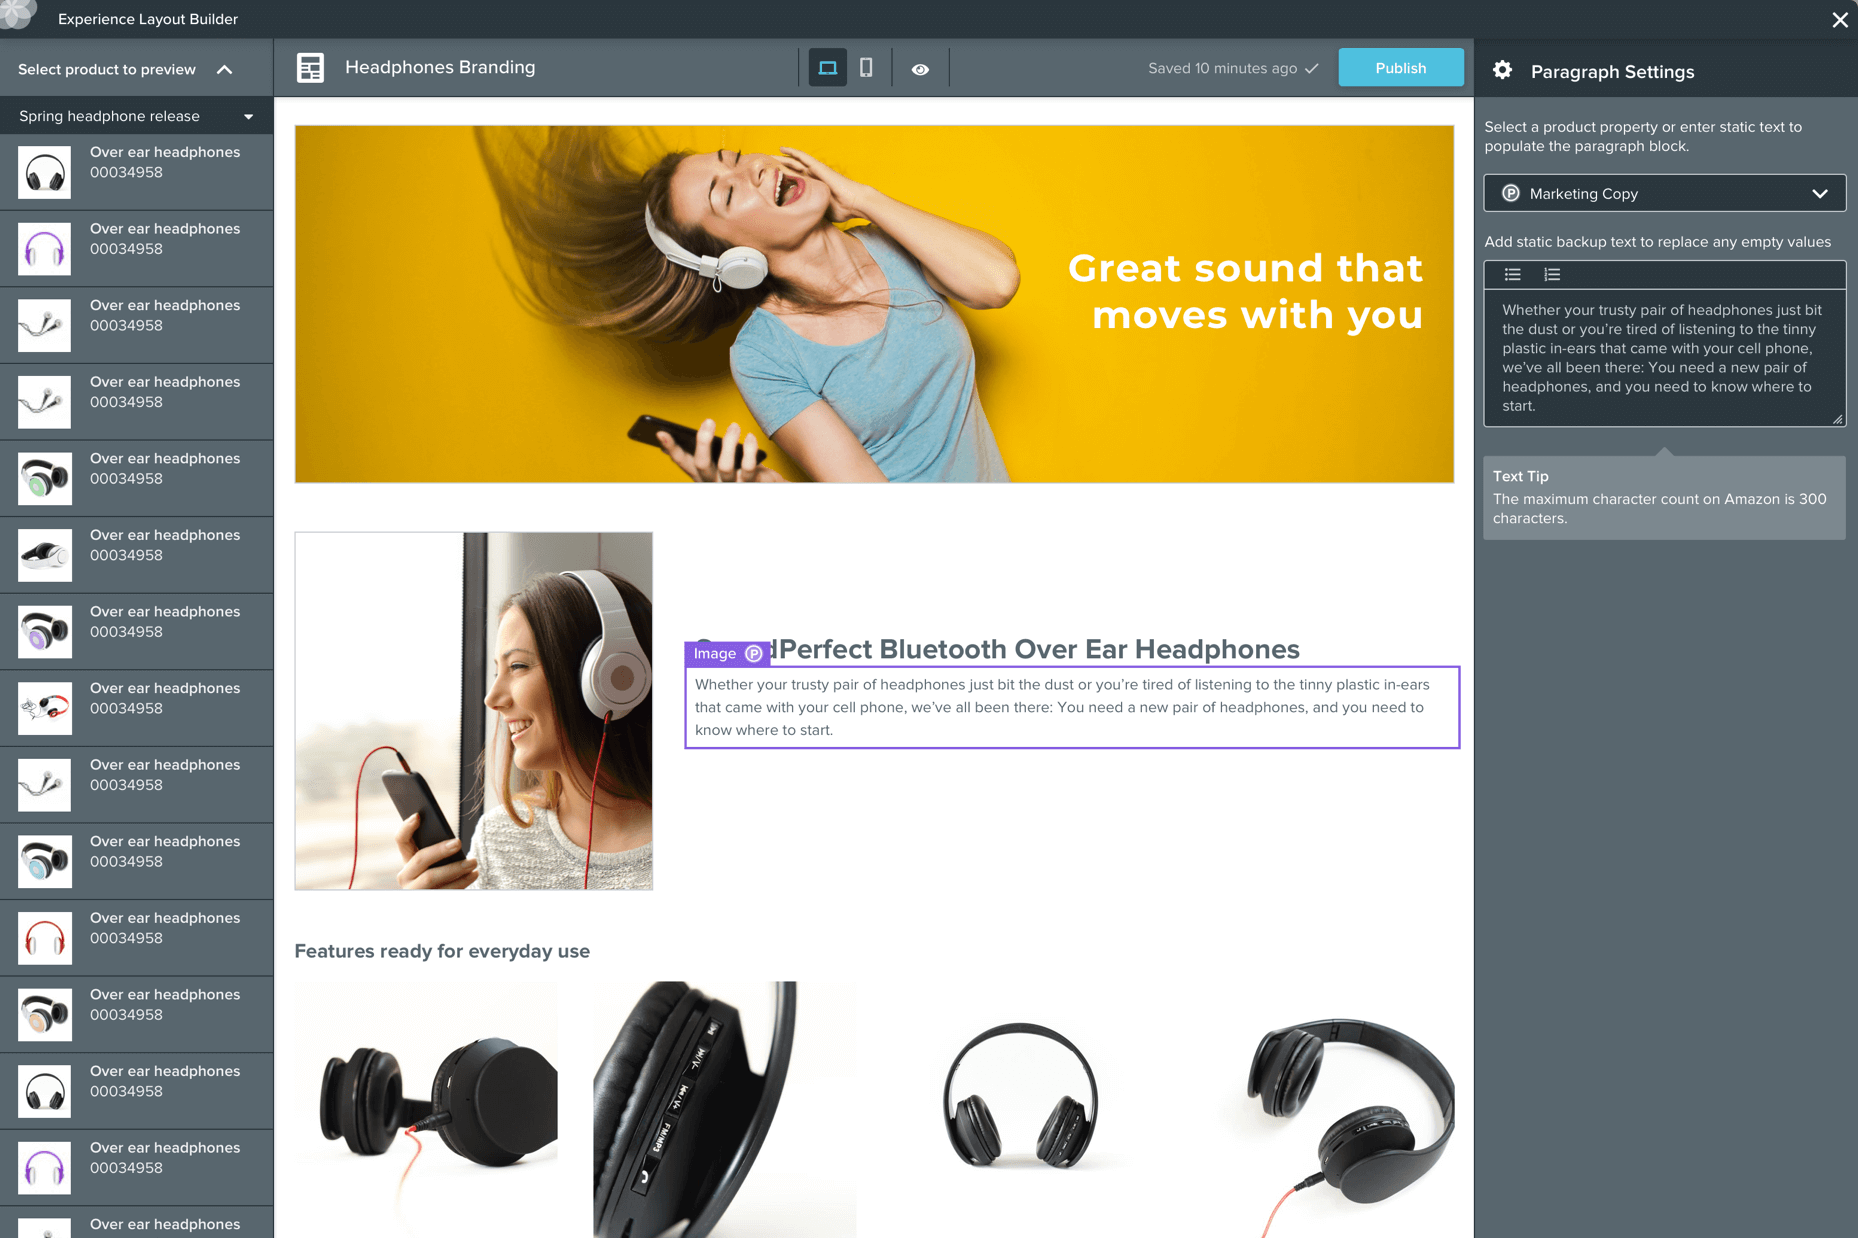 Experience Layout Builder
Select product to preview
Headphones Branding
Saved 10 minutes ago
Publish
Paragraph Settings
Spring headphone release
Over ear headphones
00034958
Over ear headphones
00034958
Over ear headphones
00034958
Over ear headphones
00034958
Over ear headphones
00034958
Over ear headphones
00034958
Over ear headphones
00034958
Over ear headphones
00034958
Over ear headphones
00034958
Over ear headphones
00034958
Over ear headphones
00034958
Over ear headphones
00034958
Over ear headphones
00034958
Over ear headphones
00034958
Over ear headphones
Great sound that
moves with you
Image P
dPerfect Bluetooth Over Ear Headphones
Whether your trusty pair of headphones just bit the dust or you're tired of listening to the tinny plastic in-ears
that came with your cell phone, we've all been there: You need a new pair of headphones, and you need to
know where to start.
Features ready for everyday use
FM/MP3
Select a product property or enter static text to
populate the paragraph block.
P Marketing Copy
Add static backup text to replace any empty values
Whether your trusty pair of headphones just bit
the dust or you're tired of listening to the tinny
plastic in-ears that came with your cell phone,
we've all been there: You need a new pair of
headphones, and you need to know where to
start.
Text Tip
The maximum character count on Amazon is 300
characters.